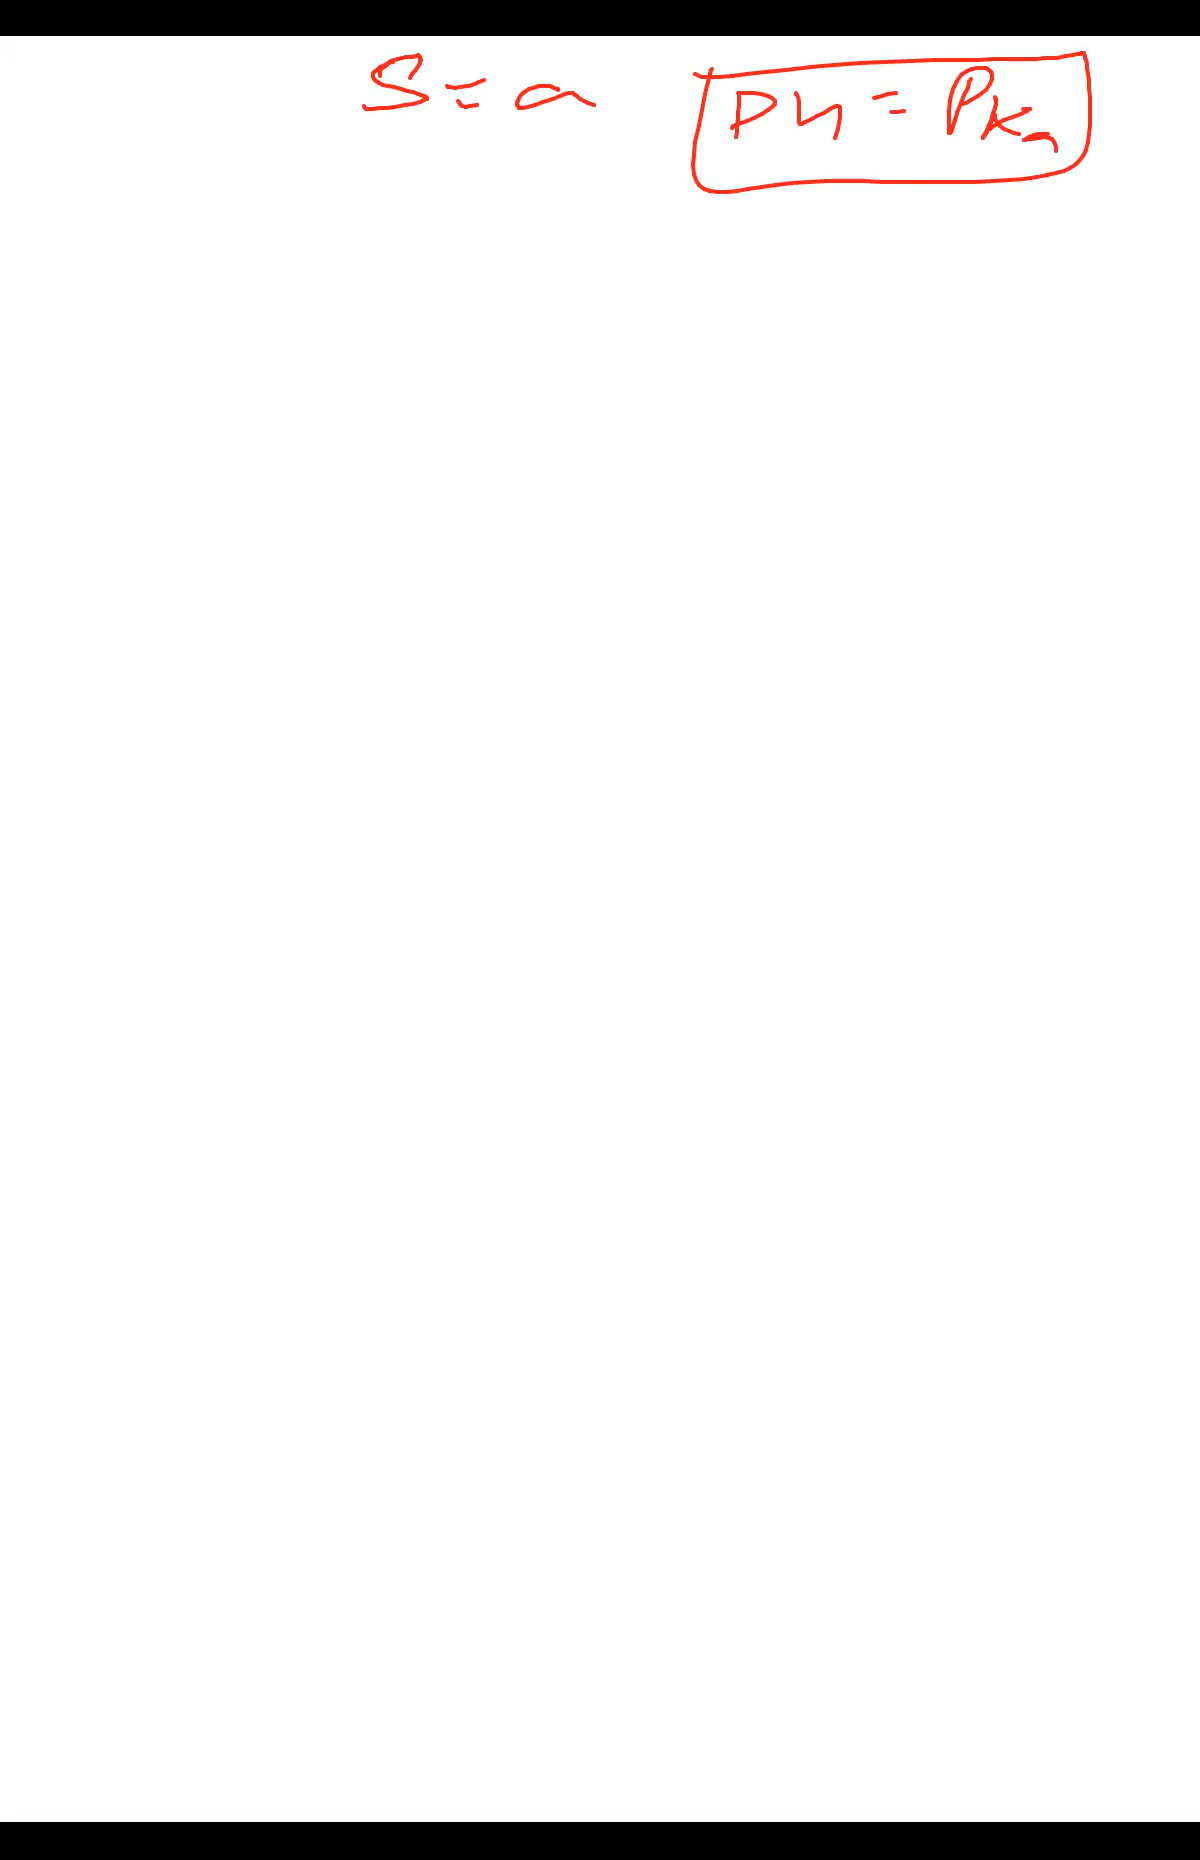 S = a pH = PKa